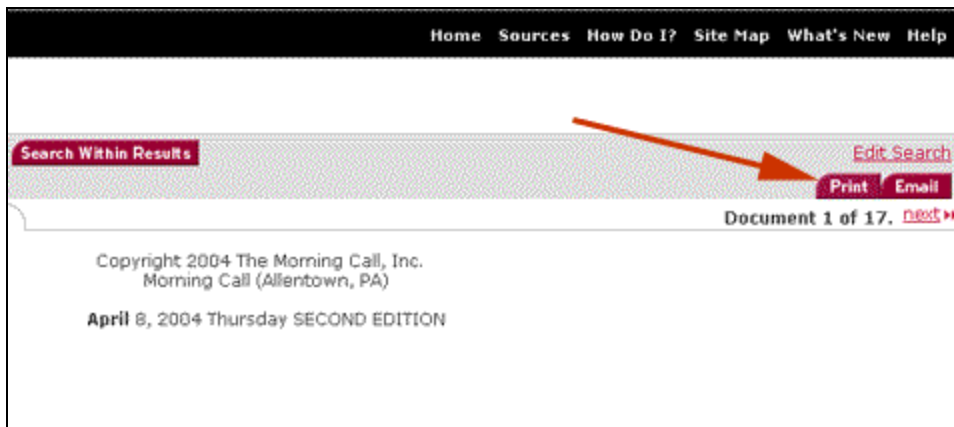 Home Sources How Do I? Site Map What's New Help
Search Within Results
Edit Search
Print Email
Document 1 of 17. next
Copyright 2004 The Morning Call, Inc.
Morning Call (Allentown, PA)
April 8, 2004 Thursday SECOND EDITION